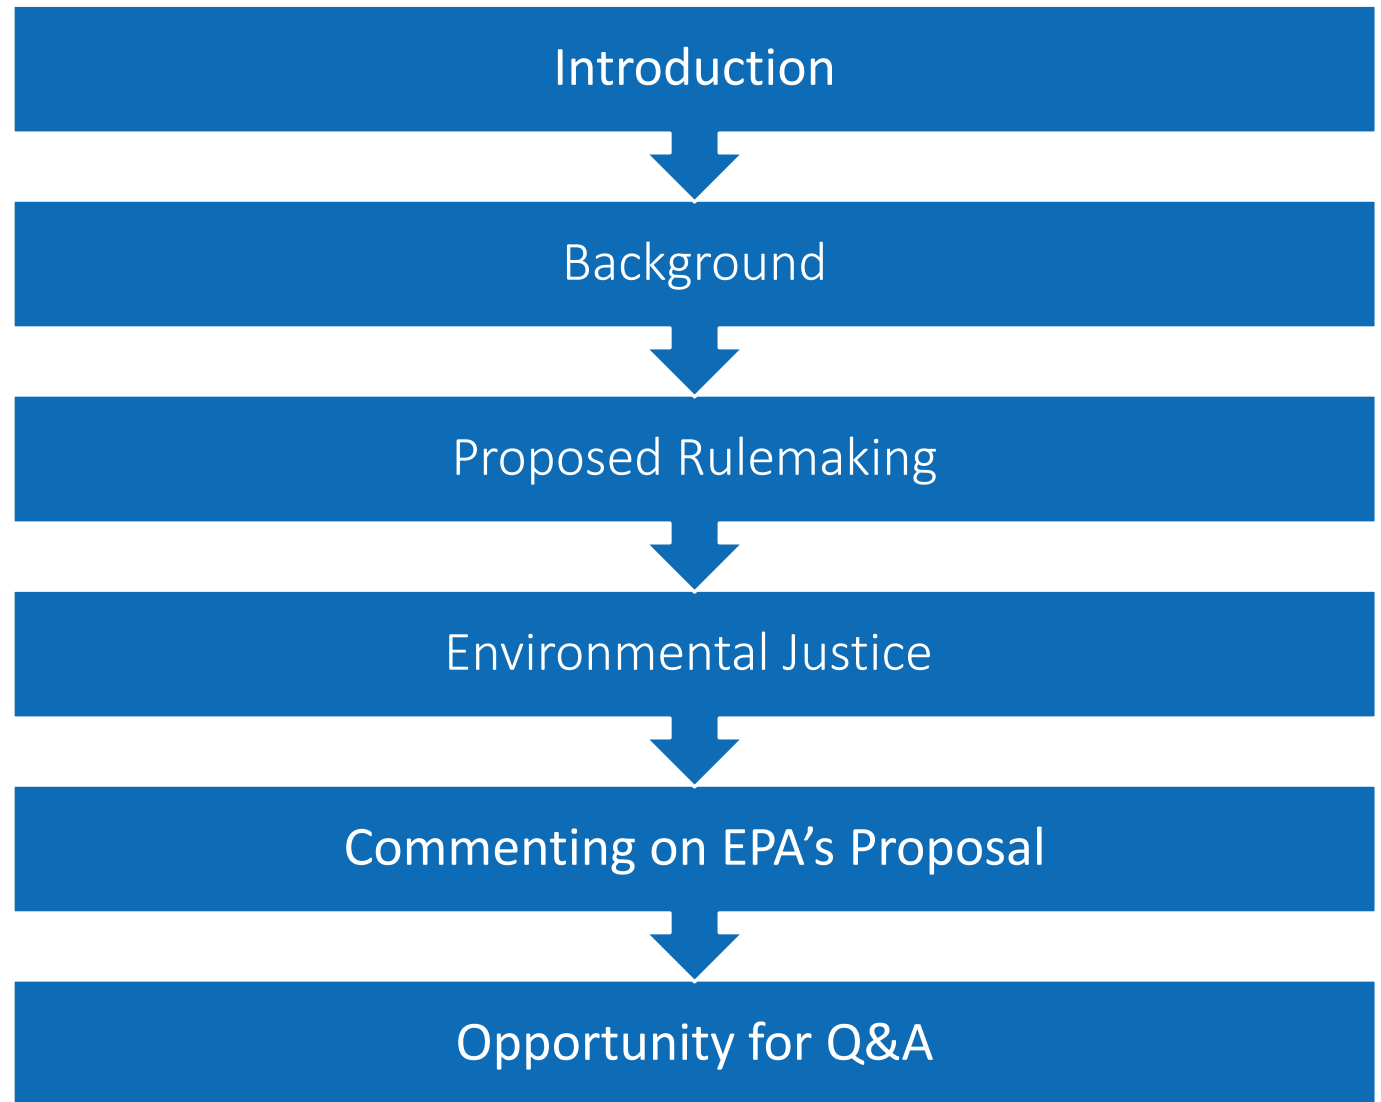 Introduction
Background
Proposed Rulemaking
Environmental Justice
Commenting on EPA’s Proposal
Opportunity for Q&A